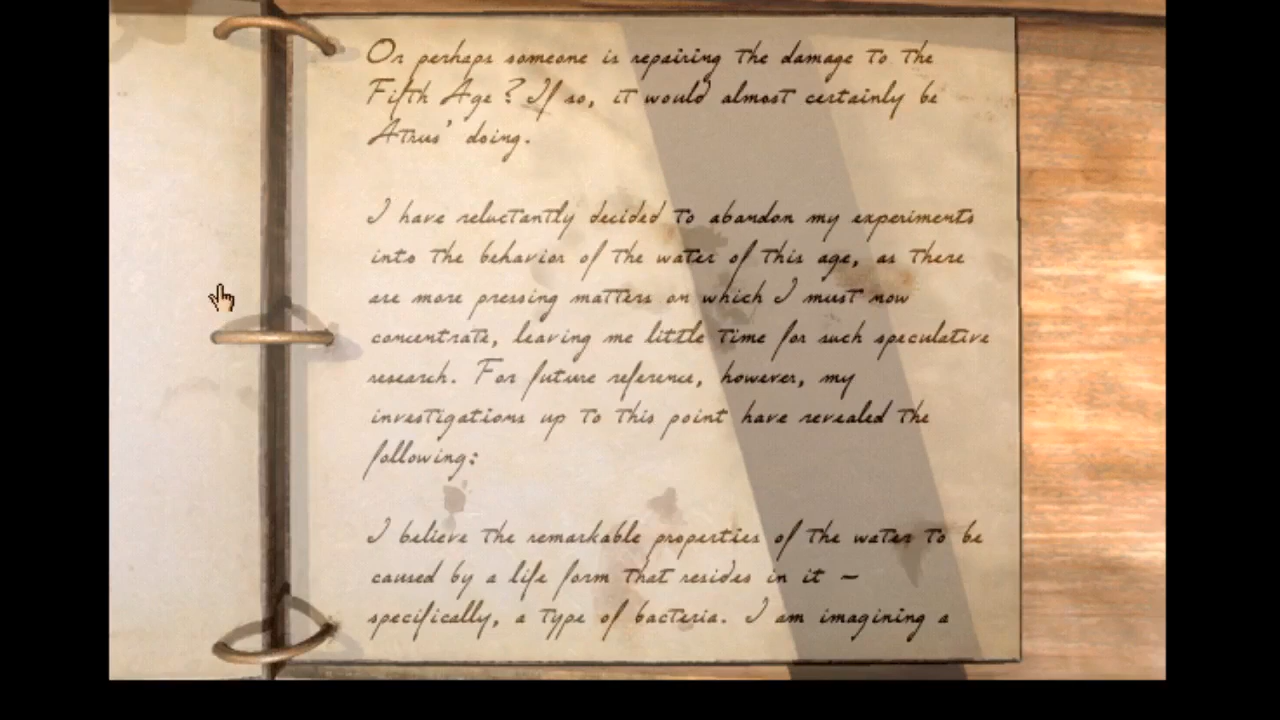 Or perhaps someone is repairing the damage to the
Fifth Age? If so, it would almost certainly be
Atrus' doing.
I have reluctantly decided to abandon my experiments
into the behavior of the water of this age, as there
are more pressing matters on which I must now
concentrate, leaving me little time for such speculative
research. For future reference, however, my
investigations up to this point have revealed the
following:
I believe the remarkable properties of the water to be
caused by a life form that resides in it –
specifically, a type of bacteria. I am imagining a